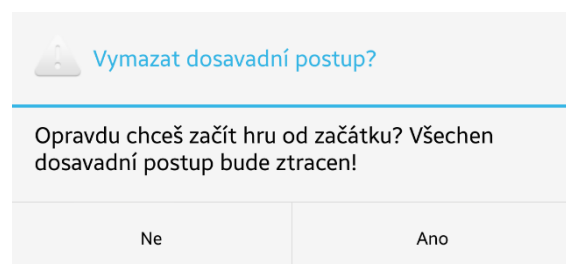 Vymazat dosavadní postup?
Opravdu chceš začít hru od začátku? Všechen
dosavadní postup bude ztracen!
Ne
Ano